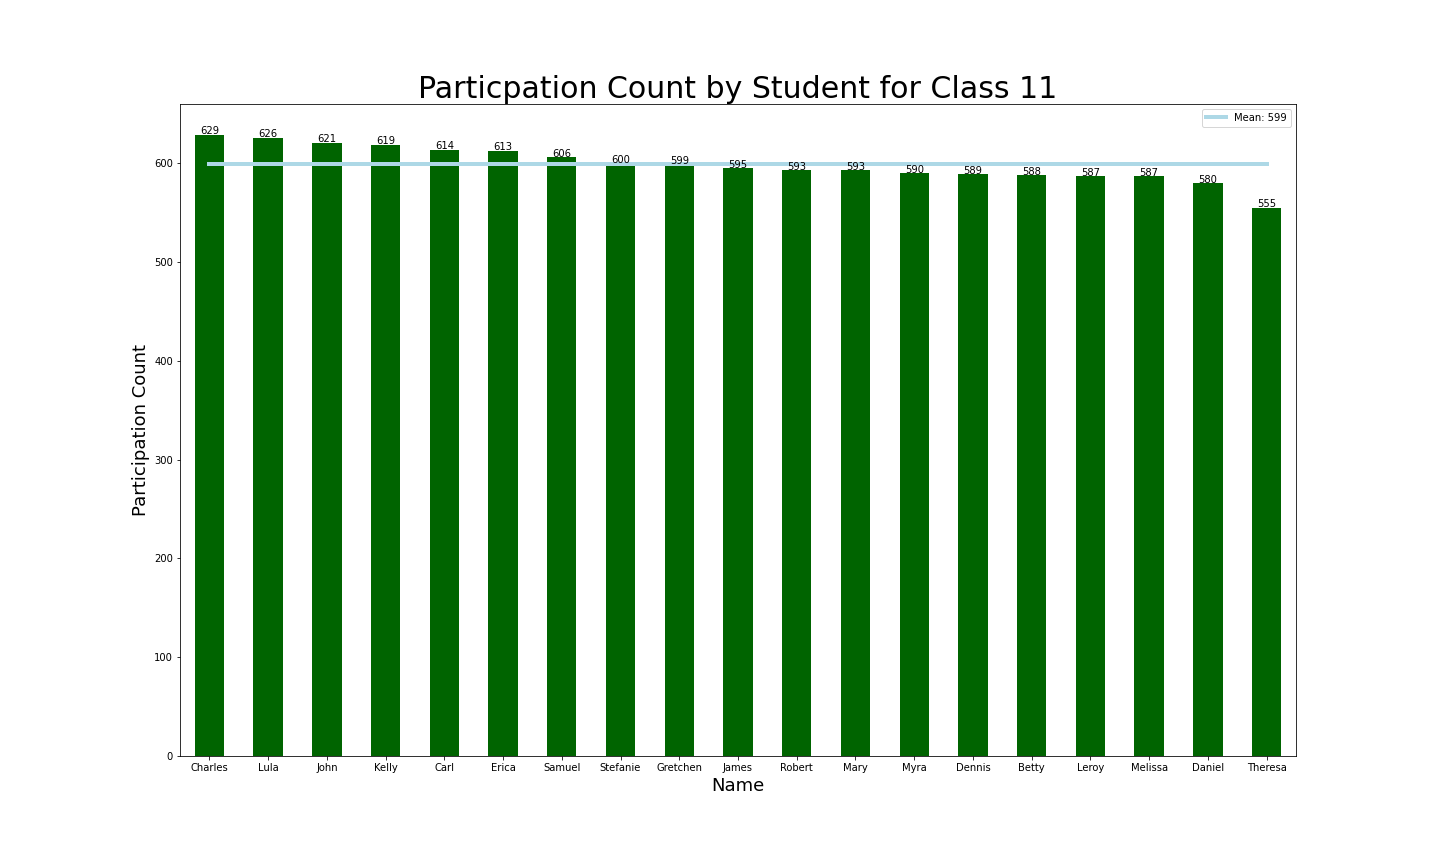 Particpation Count by Student for Class 11
Mean: 599
629 626 621 619 614 613 606 600 599 595 593 593 590 589 588 587 587 580 555
600
500
400
300
200
100
0
Participation Count
Charles Lula John Kelly Carl Erica Samuel Stefanie Gretchen James Robert Mary Myra Dennis Betty Leroy Melissa Daniel Theresa
Name